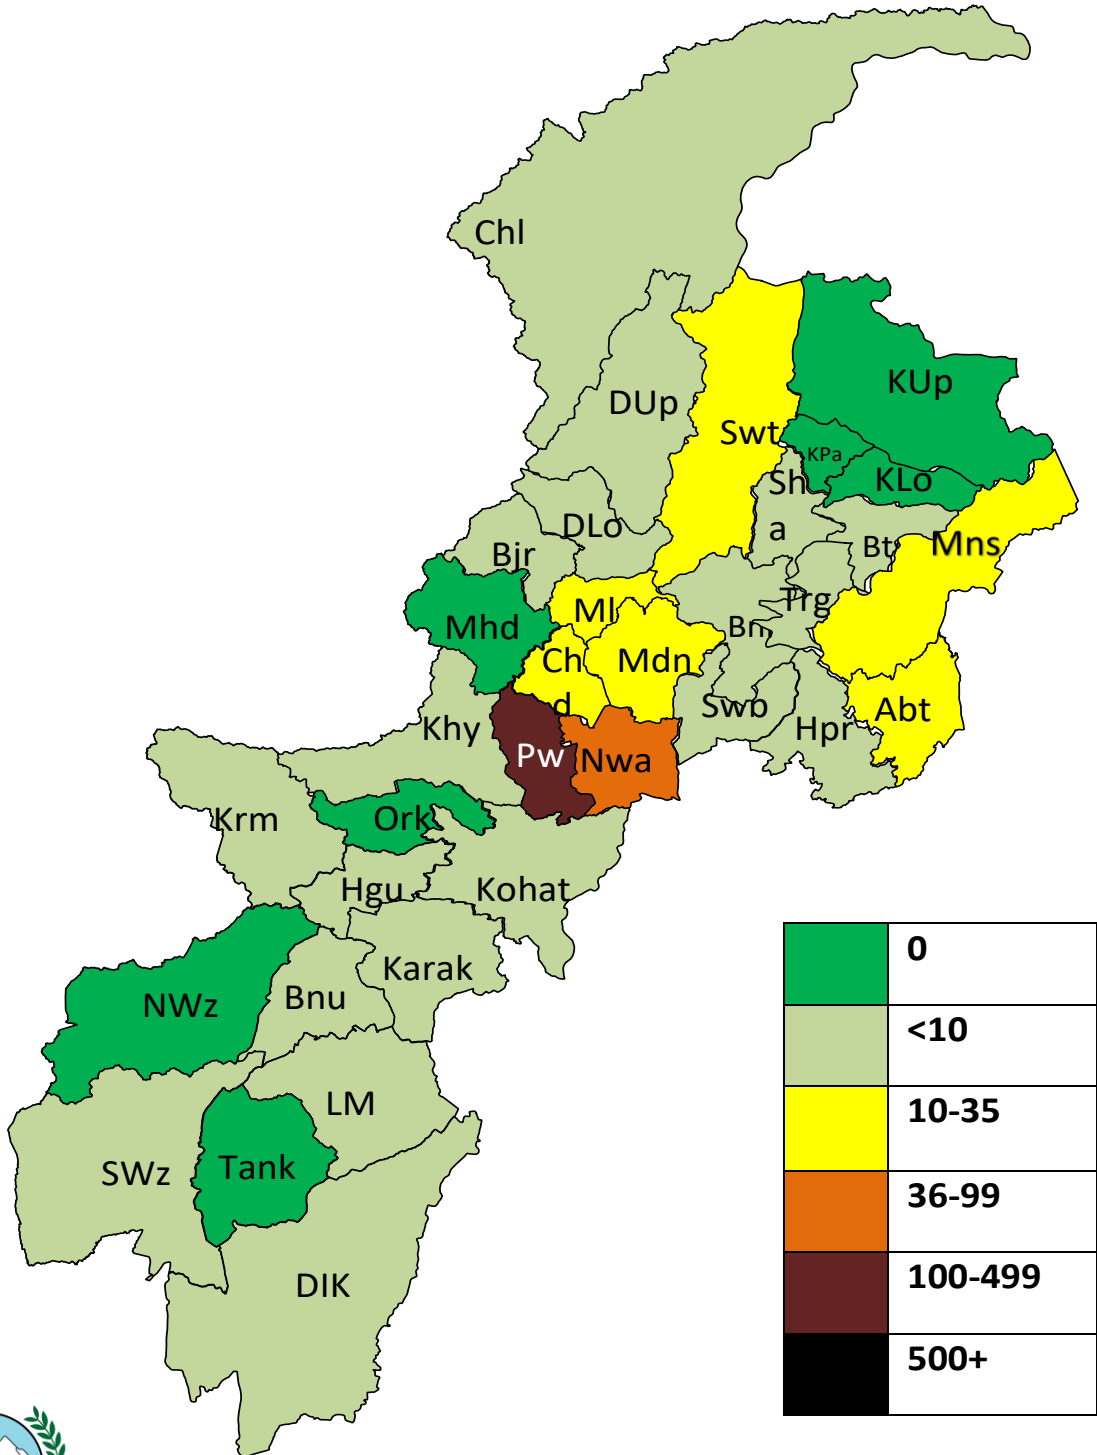 Chl
KUp
DUp
Swt
KPa
KLo
Sh
a
DLo
Bt
Mns
Bjr
Trg
Ml
Mhd
Bn
Ch
d
Mdn
Swb
Abt
Hpr
Khy
Pw
Nwa
Krm
Ork
Hgu
Kohat
Karak
Bnu
NWz
LM
Tank
SWz
DIK
0
<10
10-35
36-99
100-499
500+